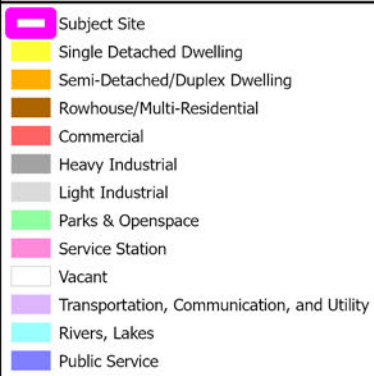 Subject Site
Single Detached Dwelling
Semi-Detached/Duplex Dwelling
Rowhouse/Multi-Residential
Commercial
Heavy Industrial
Light Industrial
Parks & Openspace
Service Station
Vacant
Transportation, Communication, and Utility
Rivers, Lakes
Public Service